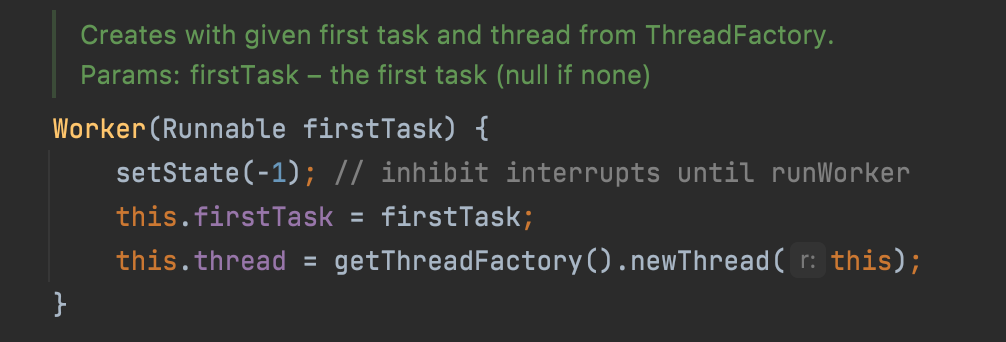 Creates with given first task and thread from ThreadFactory.
Params: firstTask – the first task (null if none)
Worker(Runnable firstTask) {
setState(-1); // inhibit interrupts until runWorker
this.firstTask = firstTask;
this.thread = getThreadFactory().newThread( r: this);
}